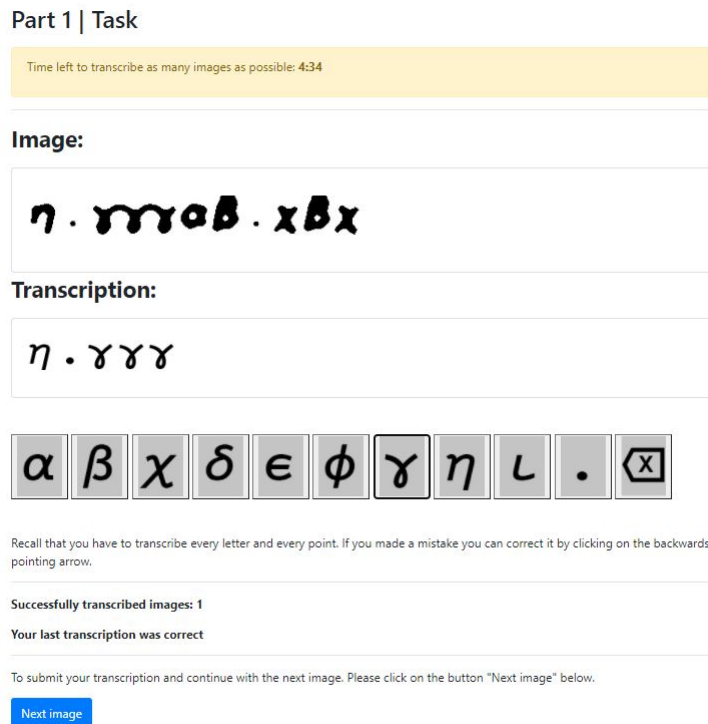 Part 1 | Task
Time left to transcribe as many images as possible: 4:34
Image:
η.γγγαβ.χβχ
Transcription:
η.γγγ
α β χ δ ϵ ϕ γ η ι . X
Recall that you have to transcribe every letter and every point. If you made a mistake you can correct it by clicking on the backwards
pointing arrow.
Successfully transcribed images: 1
Your last transcription was correct
To submit your transcription and continue with the next image. Please click on the button "Next image" below.
Next image